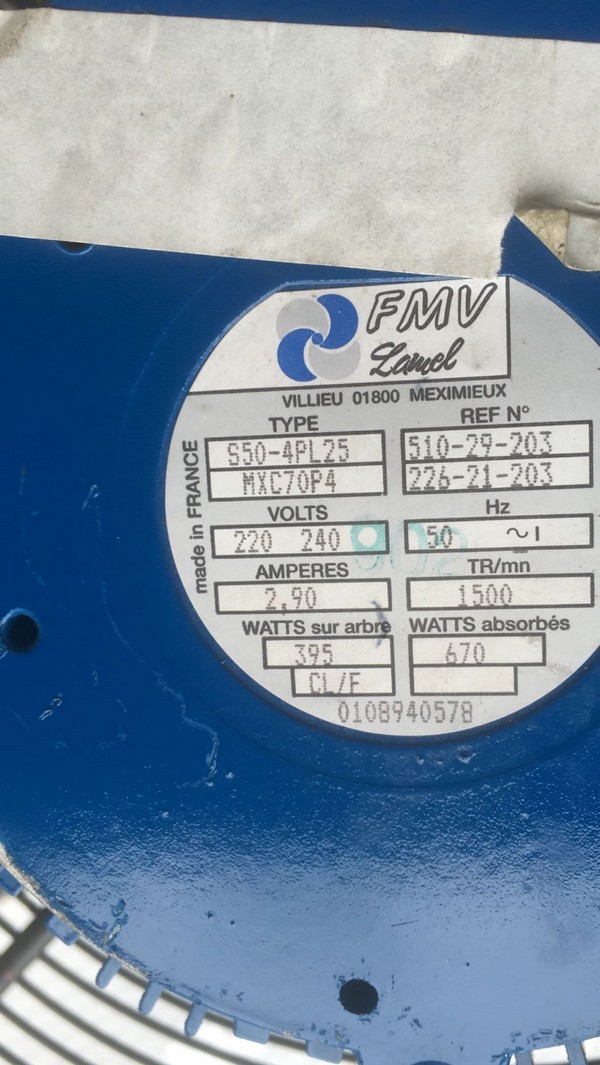 FMV
Lamel
VILLIEU 01800 MEXIMIEUX
TYPE REF N°
S50-4PL25 510-29-203
MXC70P4 226-21-203
VOLTS Hz
220 240 50 ~ I
AMPERES TR/mn
2,90 1500
WATTS sur arbre WATTS absorbés
395 670
CL/F
0108940578
made in FRANCE